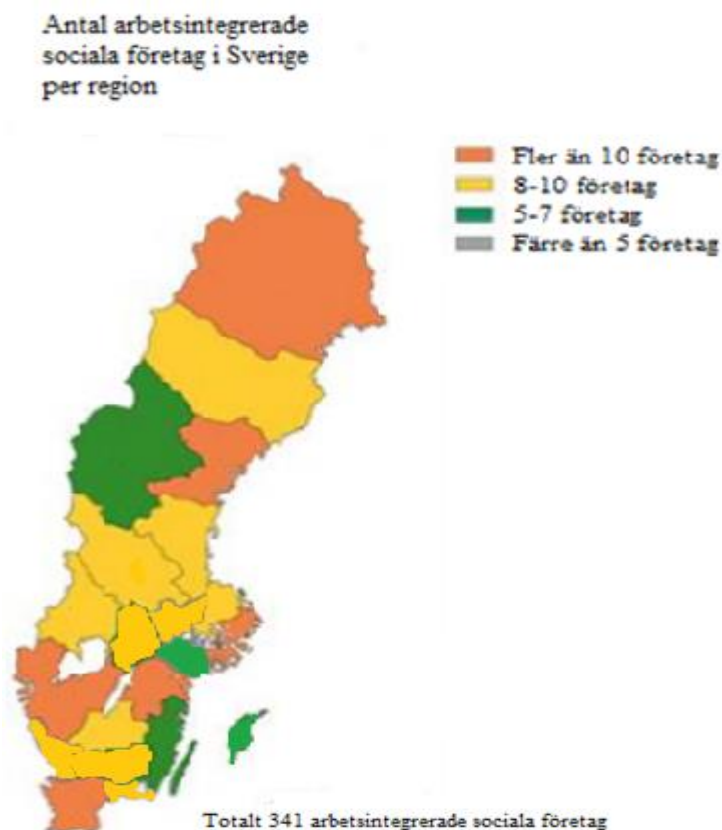 Antal arbetsintegrerade
sociala företag i Sverige
per region
Fler än 10 företag
8-10 företag
5-7 företag
Färre än 5 företag
Totalt 341 arbetsintegrerade sociala företag